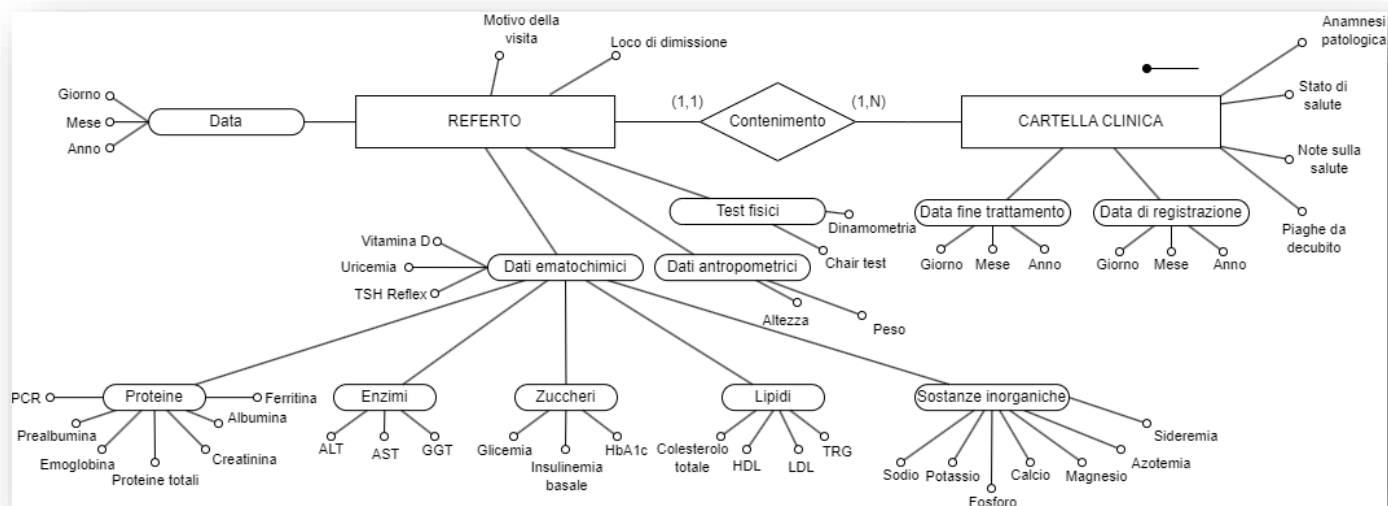 Motivo della
visita
Loco di dimissione
Anamnesi
patologica
Giorno
Mese
Anno
Data
REFERTO
(1,1)
Contenimento
(1,N)
CARTELLA CLINICA
Stato di
salute
Note sulla
salute
Piaghe da
decubito
Test fisici
Dinamometria
Chair test
Data fine trattamento
Giorno
Mese
Anno
Data di registrazione
Giorno
Mese
Anno
Vitamina D
Uricemia
TSH Reflex
Dati ematochimici
Dati antropometrici
Altezza
Peso
PCR
Proteine
Ferritina
Prealbumina
Emoglobina
Proteine totali
Creatinina
Albumina
Enzimi
ALT
AST
GGT
Zuccheri
Glicemia
Insulinemia
basale
HbA1c
Lipidi
Colesterolo
totale
HDL
LDL
TRG
Sostanze inorganiche
Sodio
Potassio
Fosforo
Calcio
Magnesio
Azotemia
Sideremia